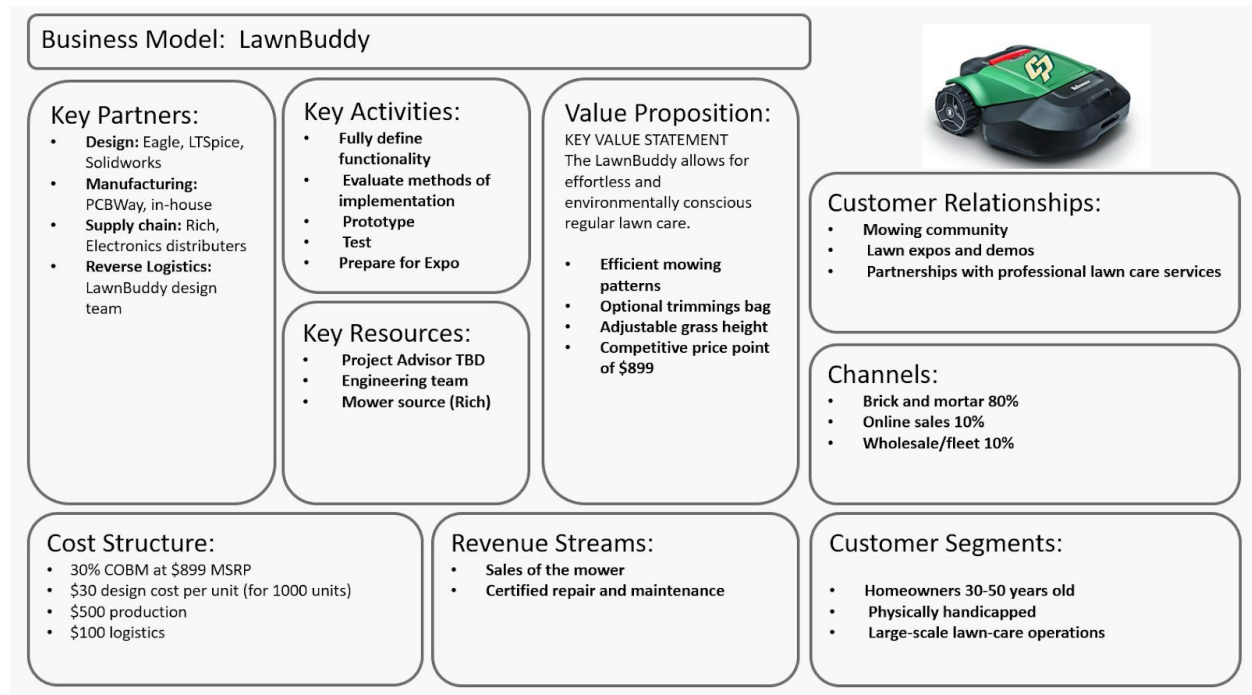 Business Model:  LawnBuddy
Key Partners:
• Design: Eagle, LTSpice,
Solidworks
• Manufacturing:
PCBWay, in-house
• Supply chain: Rich,
Electronics distributers
• Reverse Logistics:
LawnBuddy design
team
Key Activities:
• Fully define
functionality
• Evaluate methods of
implementation
• Prototype
• Test
• Prepare for Expo
Key Resources:
• Project Advisor TBD
• Engineering team
• Mower source (Rich)
Value Proposition:
KEY VALUE STATEMENT
The LawnBuddy allows for
effortless and
environmentally conscious
regular lawn care.
• Efficient mowing
patterns
• Optional trimmings bag
• Adjustable grass height
• Competitive price point
of $899
Customer Relationships:
• Mowing community
• Lawn expos and demos
• Partnerships with professional lawn care services
Channels:
• Brick and mortar 80%
• Online sales 10%
• Wholesale/fleet 10%
Cost Structure:
• 30% COBM at $899 MSRP
• $30 design cost per unit (for 1000 units)
• $500 production
• $100 logistics
Revenue Streams:
• Sales of the mower
• Certified repair and maintenance
Customer Segments:
• Homeowners 30-50 years old
• Physically handicapped
• Large-scale lawn-care operations